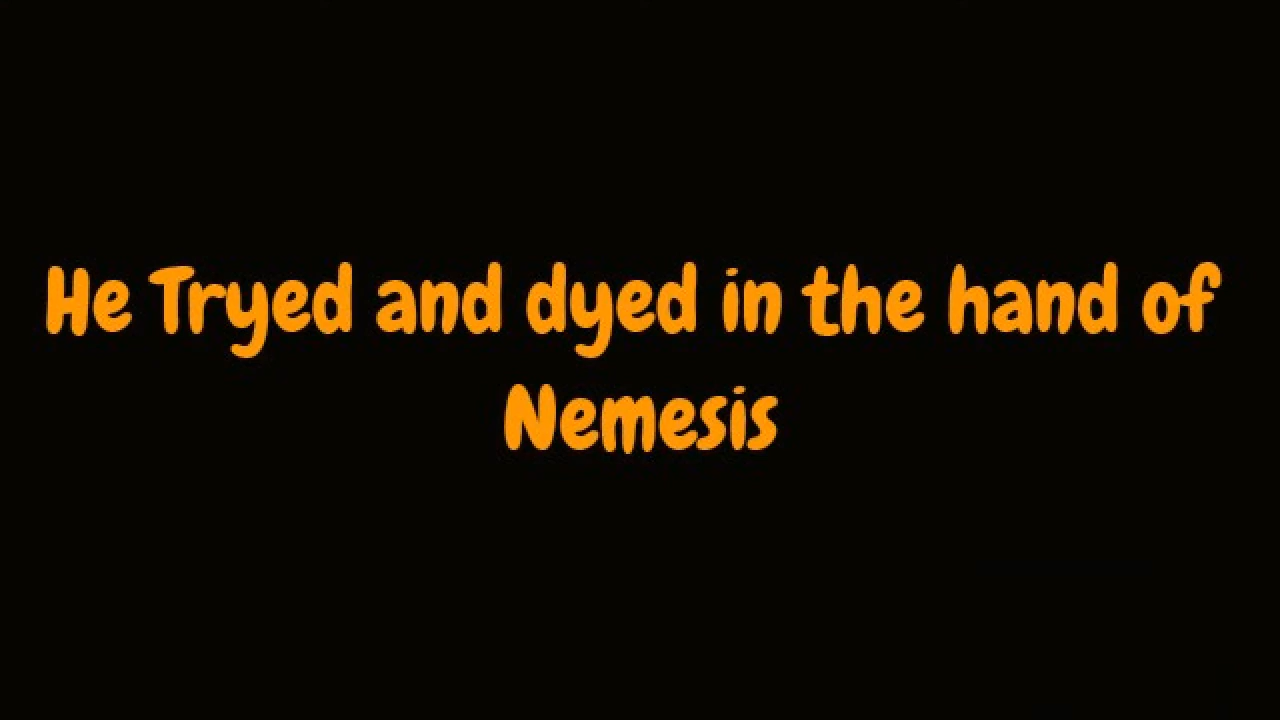 He Tryed and dyed in the hand of
Nemesis